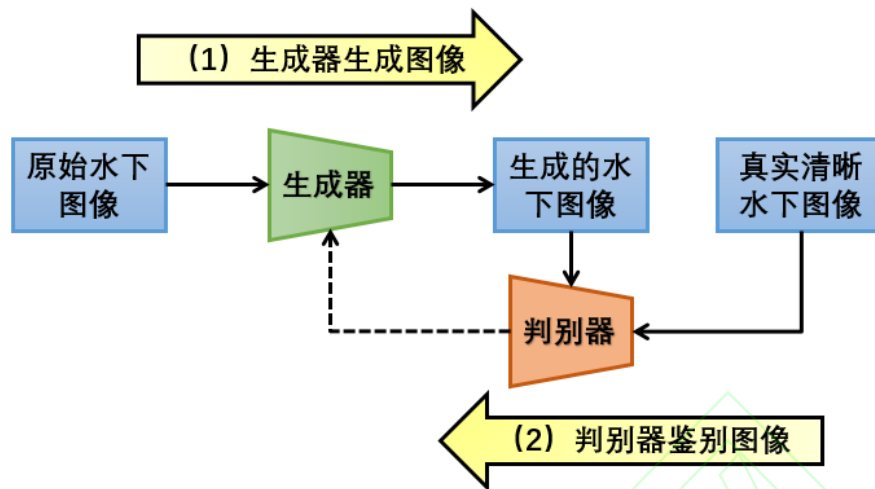 (1) 生成器生成图像
原始水下
图像
生成器
生成的水
下图像
真实清晰
水下图像
判别器
(2) 判别器鉴别图像